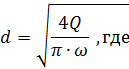 d = √(4Q / (π · ω)) , где